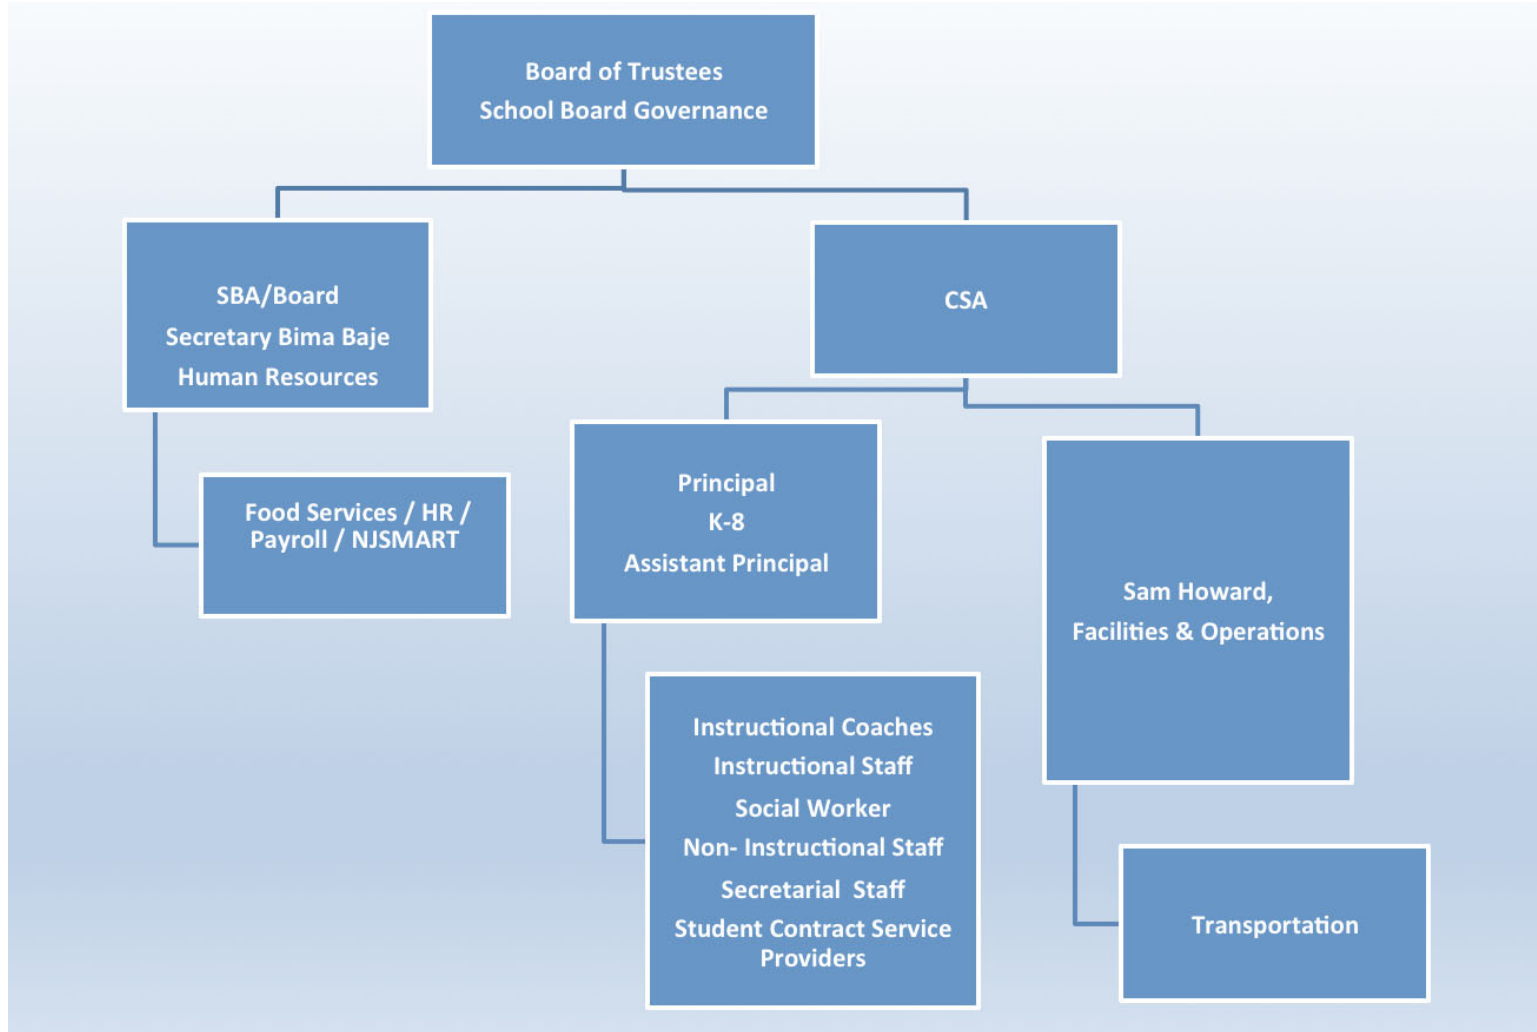 Board of Trustees
School Board Governance
SBA/Board
Secretary Bima Baje
Human Resources
CSA
Food Services / HR /
Payroll / NJSMART
Principal
K-8
Assistant Principal
Sam Howard,
Facilities & Operations
Instructional Coaches
Instructional Staff
Social Worker
Non- Instructional Staff
Secretarial  Staff
Student Contract Service
Providers
Transportation